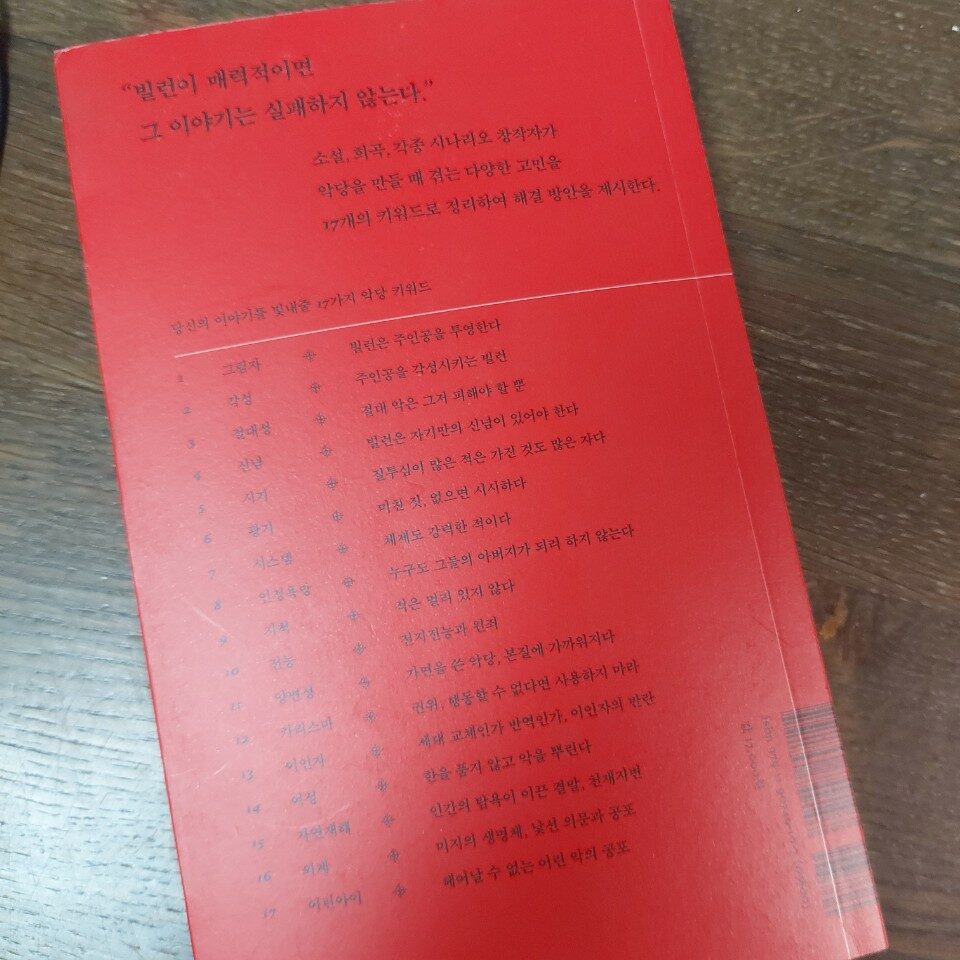 “빌런이 매력적이면
그 이야기는 실패하지 않는다.”
소설, 희곡, 각종 시나리오 창작자가
악당을 만들 때 겪는 다양한 고민을
17개의 키워드로 정리하여 해결 방안을 제시한다.
당신의 이야기를 빛내줄 17가지 악당 키워드
1 그림자 빌런은 주인공을 투영한다
2 각성 주인공을 각성시키는 빌런
3 절대성 절대 악은 그저 피해야 할 뿐
4 신념 빌런은 자기만의 신념이 있어야 한다
5 시기 질투심이 많은 적은 가진 것도 많은 자다
6 광기 미친 짓, 없으면 시시하다
7 시스템 체제도 강력한 적이다
8 인정욕망 누구도 그들의 아버지가 되려 하지 않는다
9 지척 적은 멀리 있지 않다
10 전능 전지전능과 원죄
11 양면성 가면을 쓴 악당, 본질에 가까워지다
12 카리스마 권위, 행동할 수 없다면 사용하지 마라
13 이인자 세대 교체인가 반역인가, 이인자의 반란
14 여성 한을 품지 않고 악을 뿌린다
15 자연재해 인간의 탐욕이 이끈 결말, 천재지변
16 외계 미지의 생명체, 낯선 의문과 공포
17 어린아이 헤어날 수 없는 어린 악의 공포